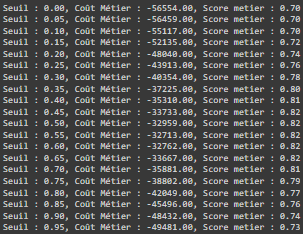 Seuil : 0.00, Coût Métier : -56554.00, Score metier : 0.70
Seuil : 0.05, Coût Métier : -56459.00, Score metier : 0.70
Seuil : 0.10, Coût Métier : -55117.00, Score metier : 0.70
Seuil : 0.15, Coût Métier : -52135.00, Score metier : 0.72
Seuil : 0.20, Coût Métier : -48040.00, Score metier : 0.74
Seuil : 0.25, Coût Métier : -43913.00, Score metier : 0.76
Seuil : 0.30, Coût Métier : -40354.00, Score metier : 0.78
Seuil : 0.35, Coût Métier : -37225.00, Score metier : 0.80
Seuil : 0.40, Coût Métier : -35310.00, Score metier : 0.81
Seuil : 0.45, Coût Métier : -33733.00, Score metier : 0.82
Seuil : 0.50, Coût Métier : -32959.00, Score metier : 0.82
Seuil : 0.55, Coût Métier : -32713.00, Score metier : 0.82
Seuil : 0.60, Coût Métier : -32762.00, Score metier : 0.82
Seuil : 0.65, Coût Métier : -33667.00, Score metier : 0.82
Seuil : 0.70, Coût Métier : -35881.00, Score metier : 0.81
Seuil : 0.75, Coût Métier : -38802.00, Score metier : 0.79
Seuil : 0.80, Coût Métier : -42049.00, Score metier : 0.77
Seuil : 0.85, Coût Métier : -45496.00, Score metier : 0.76
Seuil : 0.90, Coût Métier : -48432.00, Score metier : 0.74
Seuil : 0.95, Coût Métier : -49481.00, Score metier : 0.73